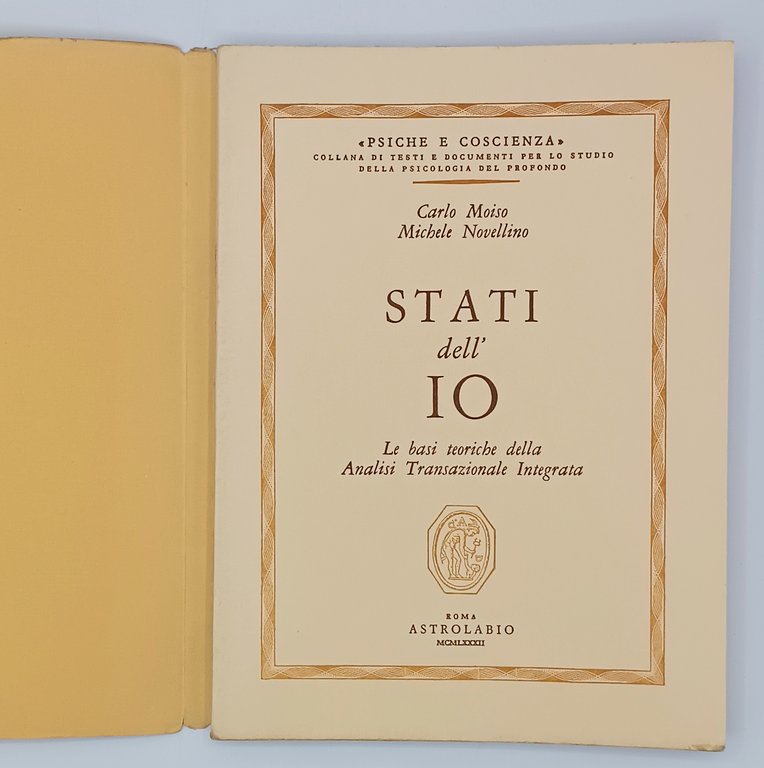 «PSICHE E COSCIENZA»
COLLANA DI TESTI E DOCUMENTI PER LO STUDIO
DELLA PSICOLOGIA DEL PROFONDO
Carlo Moiso
Michele Novellino
STATI
dell'
IO
Le basi teoriche della
Analisi Transazionale Integrata
ROMA
ASTROLABIO
MCMLXXXII